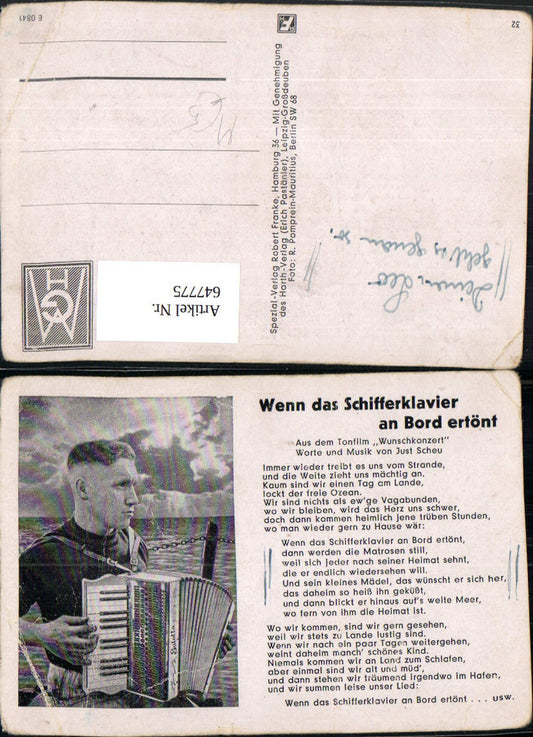 E 0841
32
Spezial-Verlag Robert Franke, Hamburg 36 — Mit Genehmigung
des Harth-Verlag (Erich Pastänier), Leipzig-Großdeuben
Foto: R. Pamprein-Mauritius, Berlin SW 68
Deinem Leo
geht es genau so.
Artikel Nr.
647775
Wenn das Schifferklavier
an Bord ertönt
Aus dem Tonfilm „Wunschkonzert"
Worte und Musik von Just Scheu
Immer wieder treibt es uns vom Strande,
und die Weite zieht uns mächtig an.
Kaum sind wir einen Tag am Lande,
lockt der freie Ozean.
Wir sind nichts als ew'ge Vagabunden,
wo wir bleiben, wird das Herz uns schwer,
doch dann kommen heimlich jene trüben Stunden,
wo man wieder gern zu Hause wär:
Wenn das Schifferklavier an Bord ertönt,
dann werden die Matrosen still,
weil sich jeder nach seiner Heimat sehnt,
die er endlich wiedersehen will.
Und sein kleines Mädel, das wünscht er sich her,
das daheim so heiß ihn geküßt,
und dann blickt er hinaus auf's weite Meer,
wo fern von ihm die Heimat ist.
Wo wir kommen, sind wir gern gesehen,
weil wir stets zu Lande lustig sind.
Wenn wir nach ein paar Tagen weitergehen,
weint daheim manch' schönes Kind.
Niemals kommen wir an Land zum Schlafen,
aber einmal sind wir alt und müd',
und dann stehen wir träumend irgendwo im Hafen,
und wir summen leise unser Lied:
Wenn das Schifferklavier an Bord ertönt . . . usw.